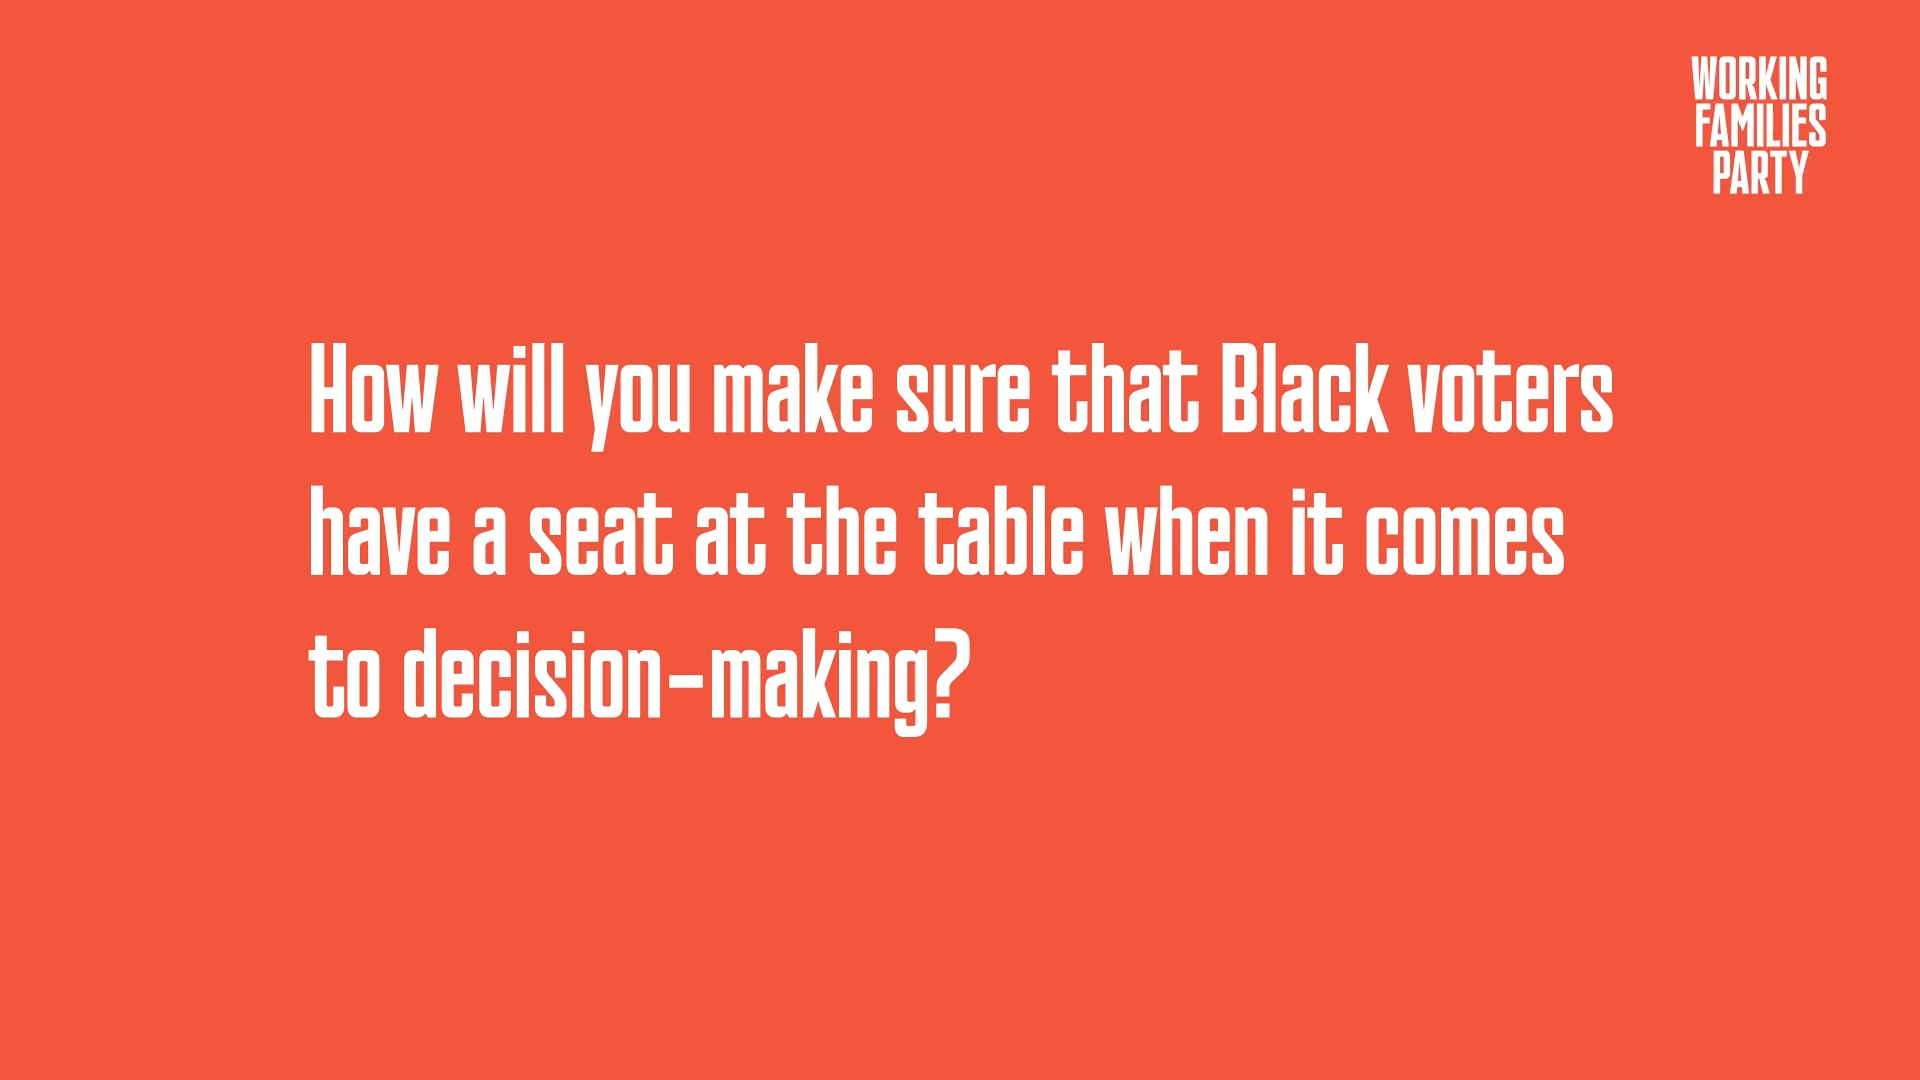 WORKING
FAMILIES
PARTY
How will you make sure that Black voters
have a seat at the table when it comes
to decision-making?